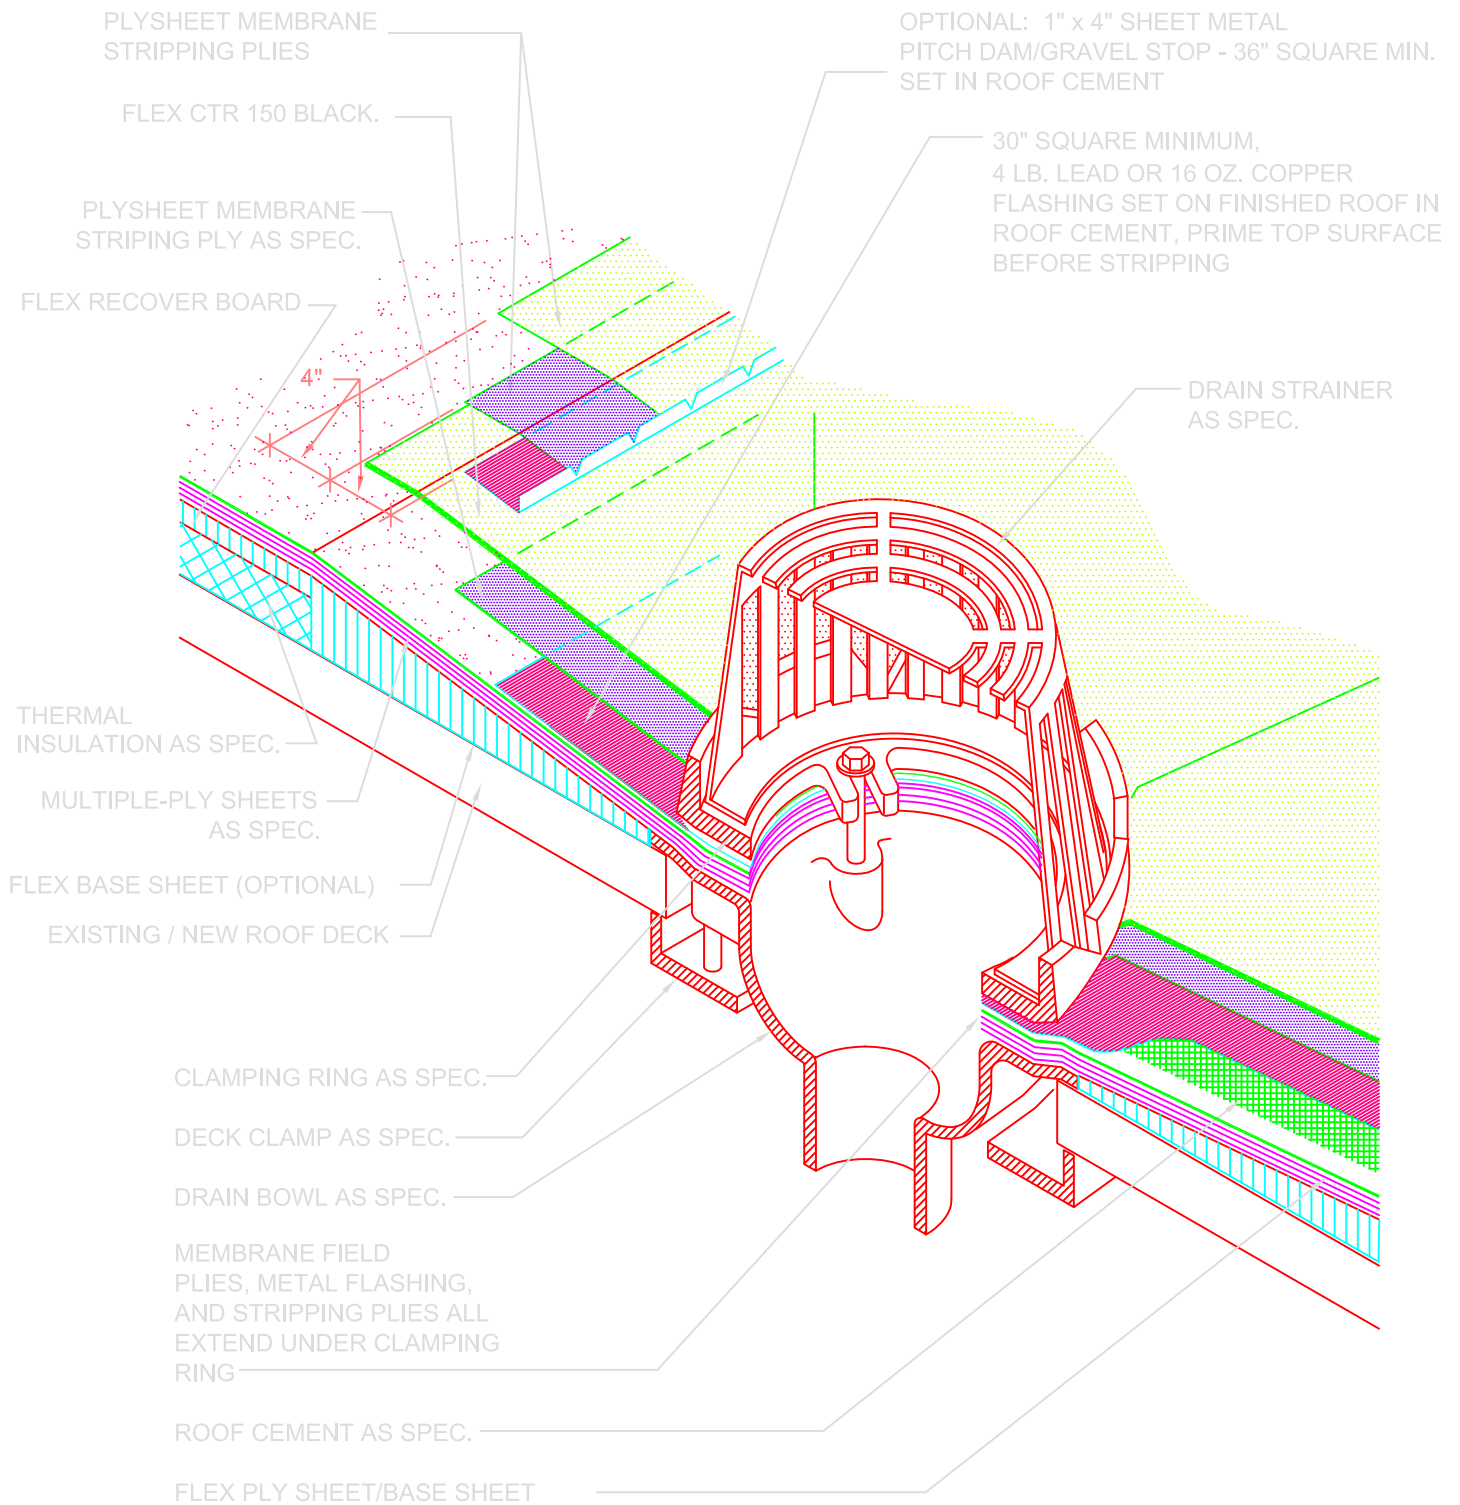 PLYSHEET MEMBRANE
STRIPPING PLIES
OPTIONAL: 1" x 4" SHEET METAL
PITCH DAM/GRAVEL STOP - 36" SQUARE MIN.
SET IN ROOF CEMENT
FLEX CTR 150 BLACK.
30" SQUARE MINIMUM,
4 LB. LEAD OR 16 OZ. COPPER
FLASHING SET ON FINISHED ROOF IN
ROOF CEMENT, PRIME TOP SURFACE
BEFORE STRIPPING
PLYSHEET MEMBRANE
STRIPING PLY AS SPEC.
FLEX RECOVER BOARD
4"
DRAIN STRAINER
AS SPEC.
THERMAL
INSULATION AS SPEC.
MULTIPLE-PLY SHEETS
AS SPEC.
FLEX BASE SHEET (OPTIONAL)
EXISTING / NEW ROOF DECK
CLAMPING RING AS SPEC.
DECK CLAMP AS SPEC.
DRAIN BOWL AS SPEC.
MEMBRANE FIELD
PLIES, METAL FLASHING,
AND STRIPPING PLIES ALL
EXTEND UNDER CLAMPING
RING
ROOF CEMENT AS SPEC.
FLEX PLY SHEET/BASE SHEET